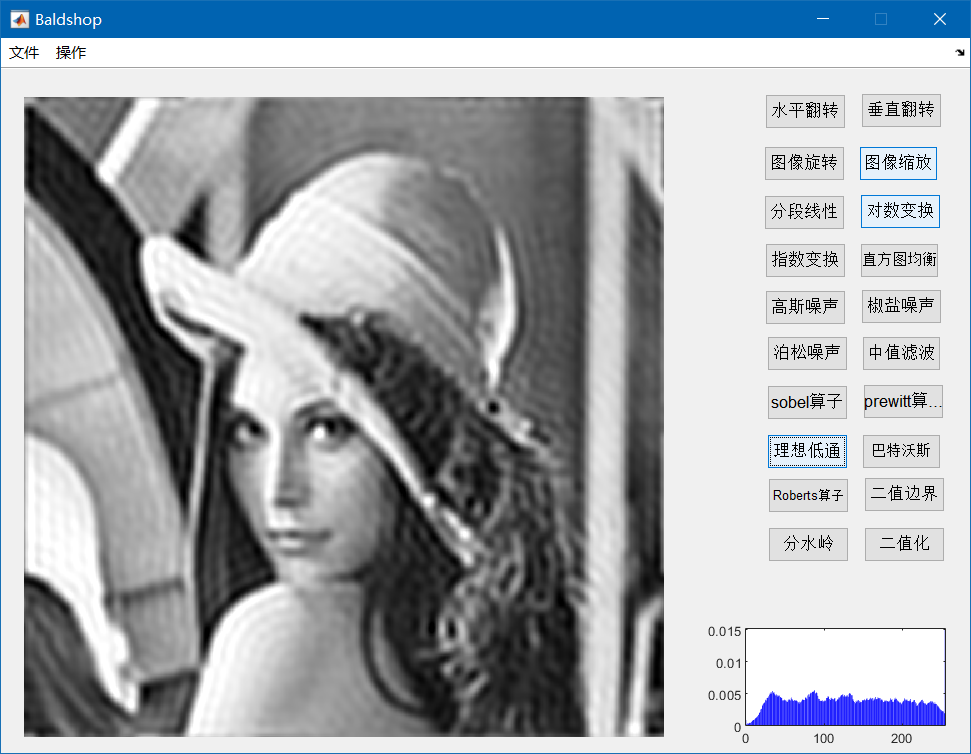 Baldshop
文件 操作
水平翻转 垂直翻转
图像旋转 图像缩放
分段线性 对数变换
指数变换 直方图均衡
高斯噪声 椒盐噪声
泊松噪声 中值滤波
sobel算子 prewitt算...
理想低通 巴特沃斯
Roberts算子 二值边界
分水岭 二值化
0.015
0.01
0.005
0
0 100 200